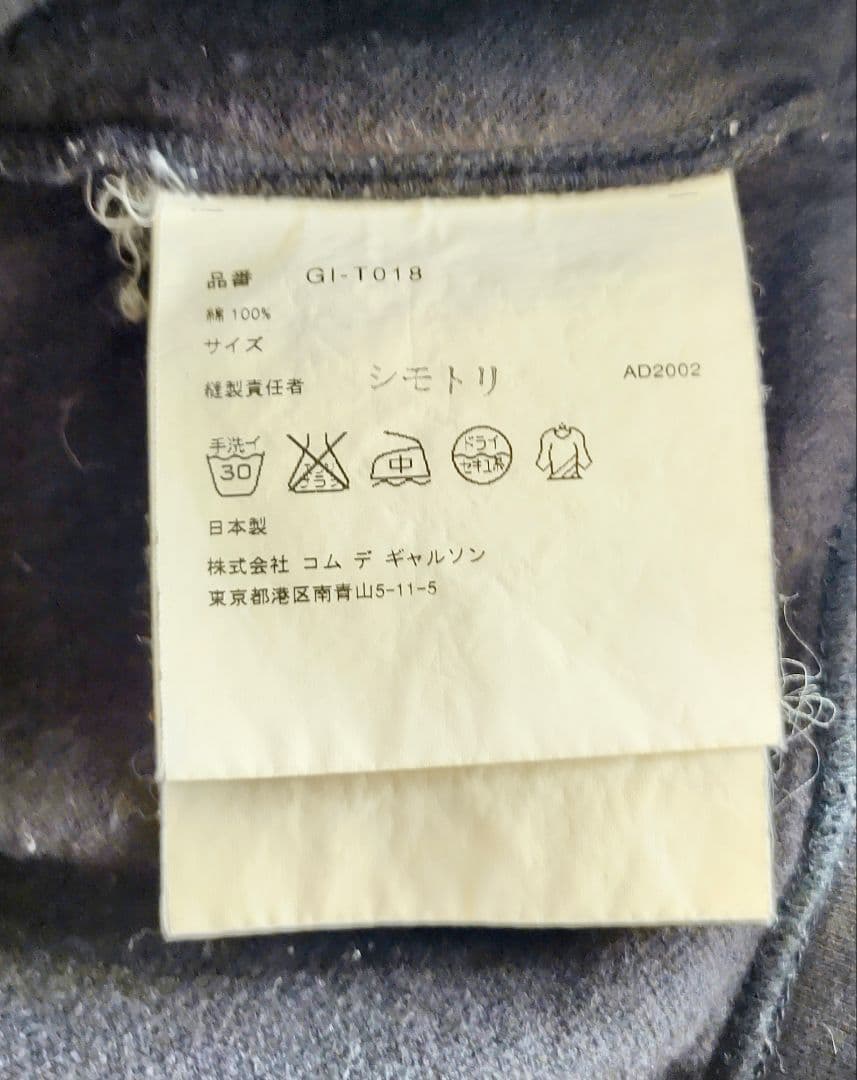 品番 GI-T018
綿 100%
サイズ
縫製責任者 シモトリ AD2002
手洗イ
30
中
ドライ
セキユ系
日本製
株式会社 コム デ ギャルソン
東京都港区南青山5-11-5